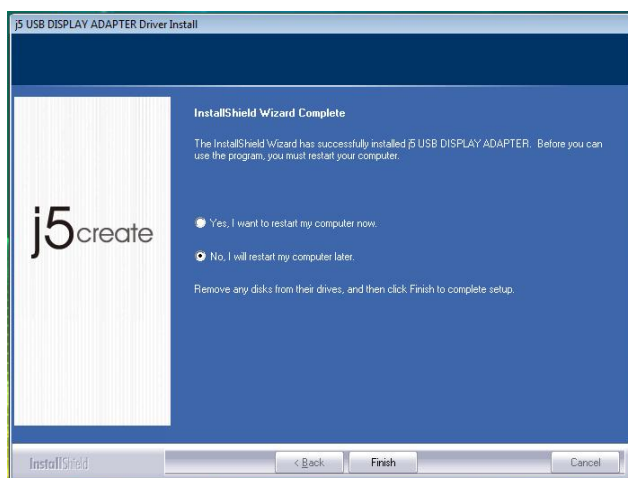 j5 USB DISPLAY ADAPTER Driver Install
InstallShield Wizard Complete
The InstallShield Wizard has successfully installed j5 USB DISPLAY ADAPTER. Before you can
use the program, you must restart your computer.
j5create
Yes, I want to restart my computer now.
No, I will restart my computer later.
Remove any disks from their drives, and then click Finish to complete setup.
InstallShield
< Back
Finish
Cancel